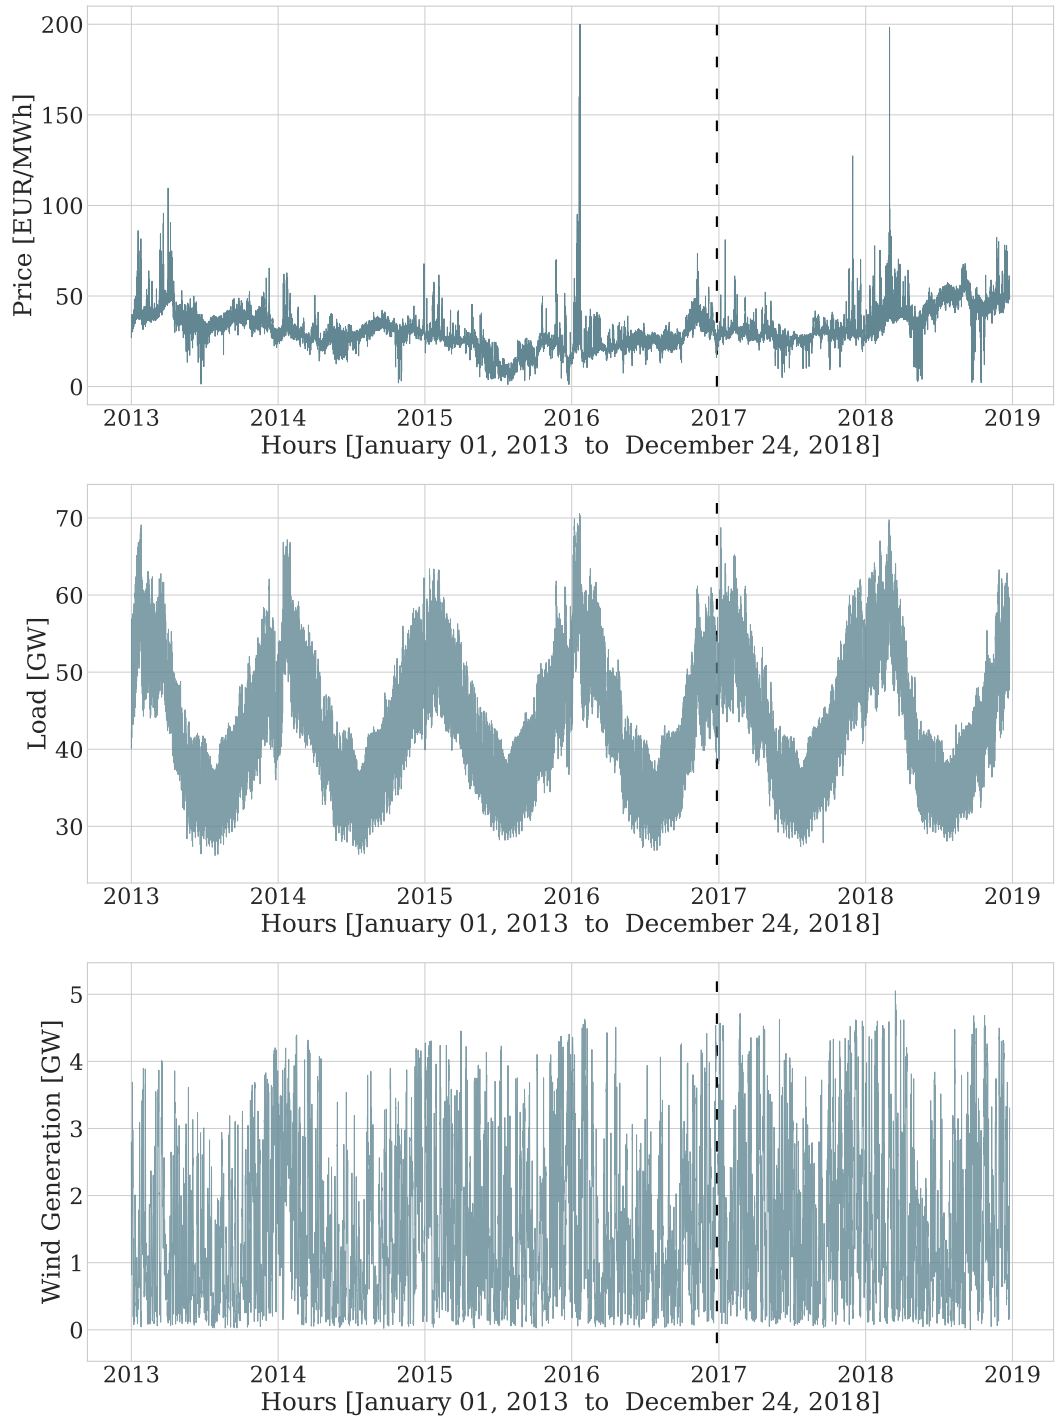 Price [EUR/MWh]
200
150
100
50
0
2013 2014 2015 2016 2017 2018 2019
Hours [January 01, 2013 to December 24, 2018]
Load [GW]
70
60
50
40
30
2013 2014 2015 2016 2017 2018 2019
Hours [January 01, 2013 to December 24, 2018]
Wind Generation [GW]
5
4
3
2
1
0
2013 2014 2015 2016 2017 2018 2019
Hours [January 01, 2013 to December 24, 2018]